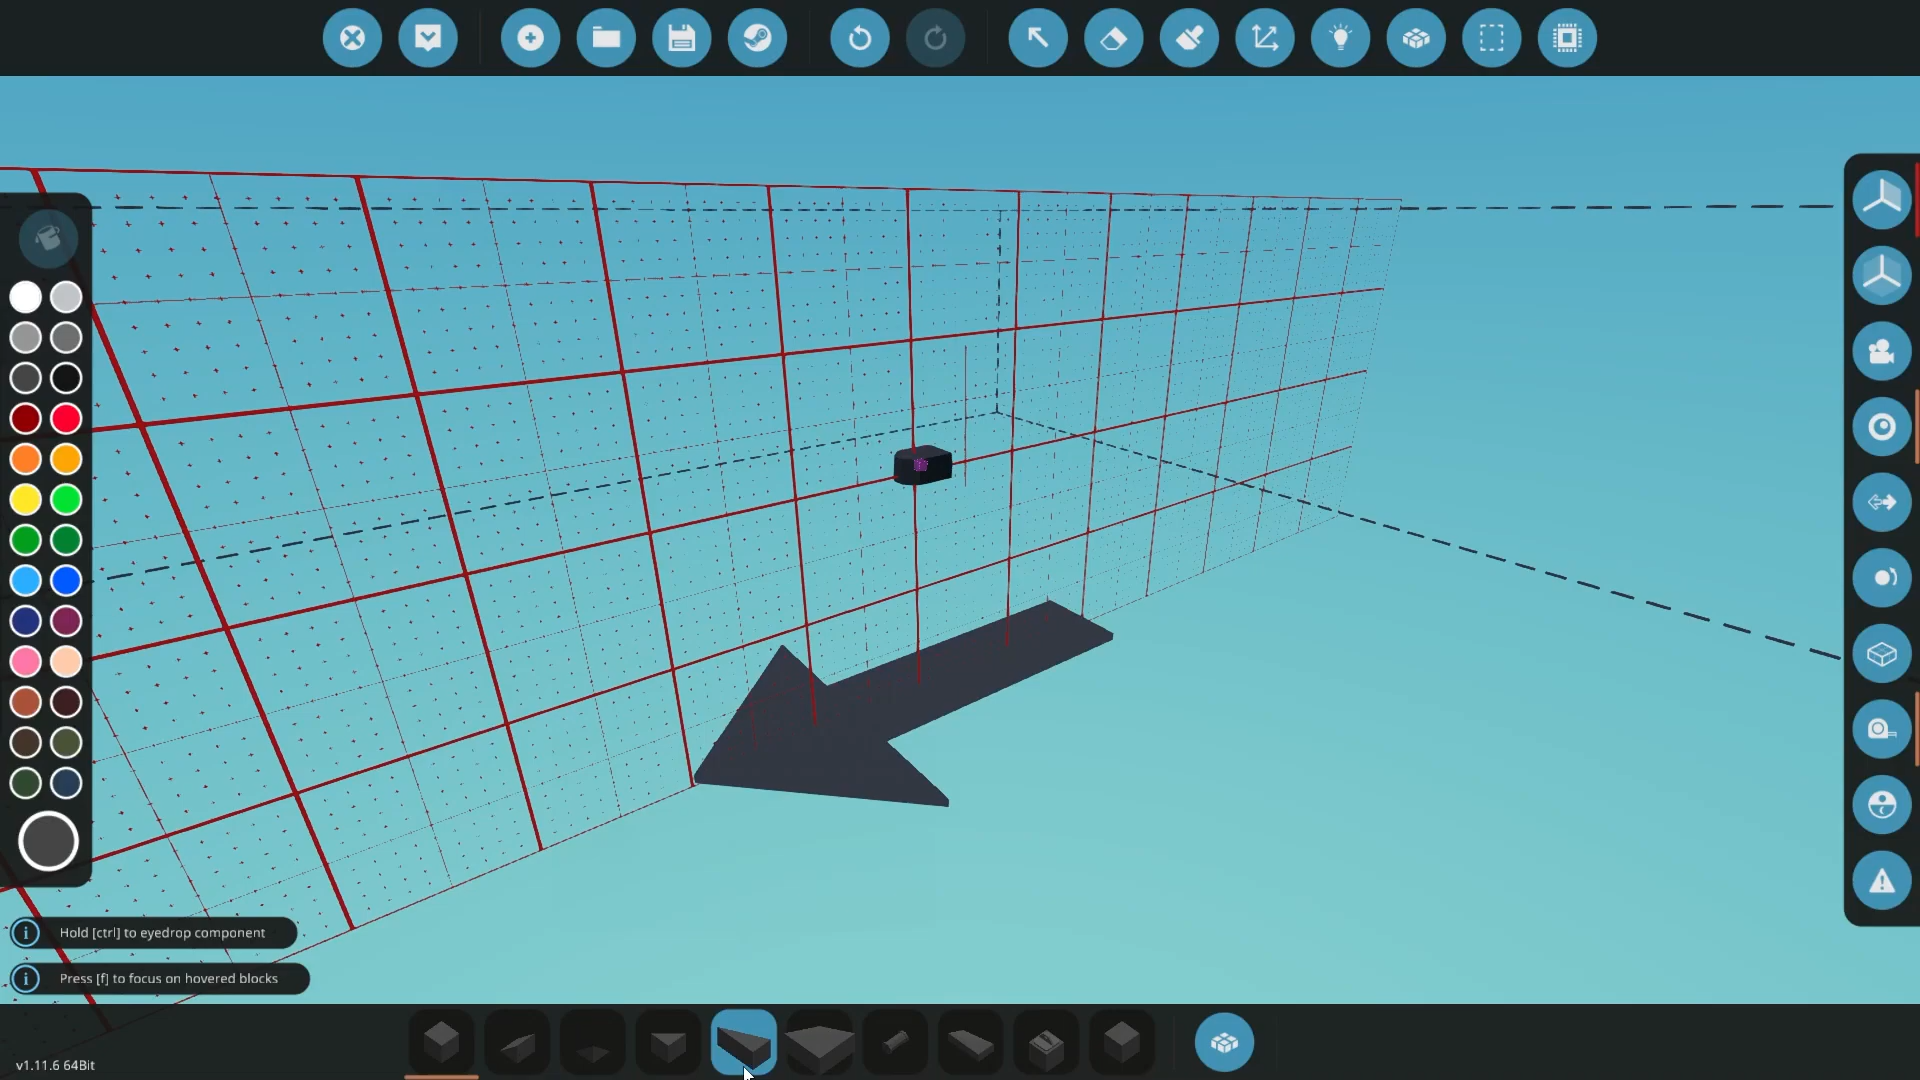 Hold [ctrl] to eyedrop component
Press [f] to focus on hovered blocks
v1.11.6 64Bit